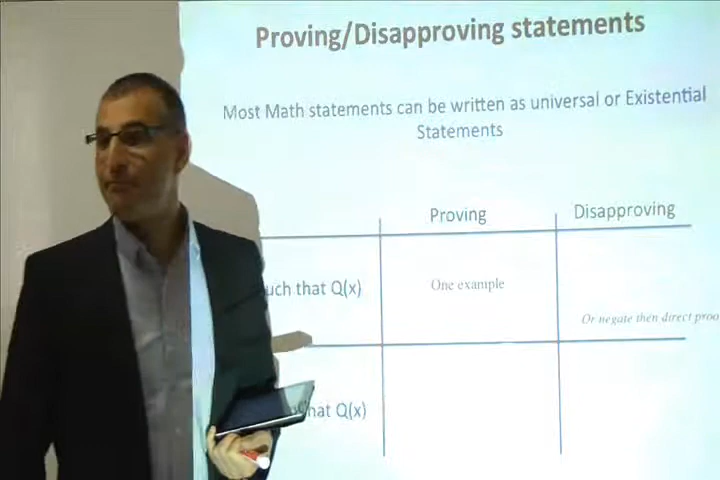 Proving/Disapproving statements
Most Math statements can be written as universal or Existential
Statements
Proving
Disapproving
uch that Q(x)
One example
Or negate then direct proo
hat Q(x)